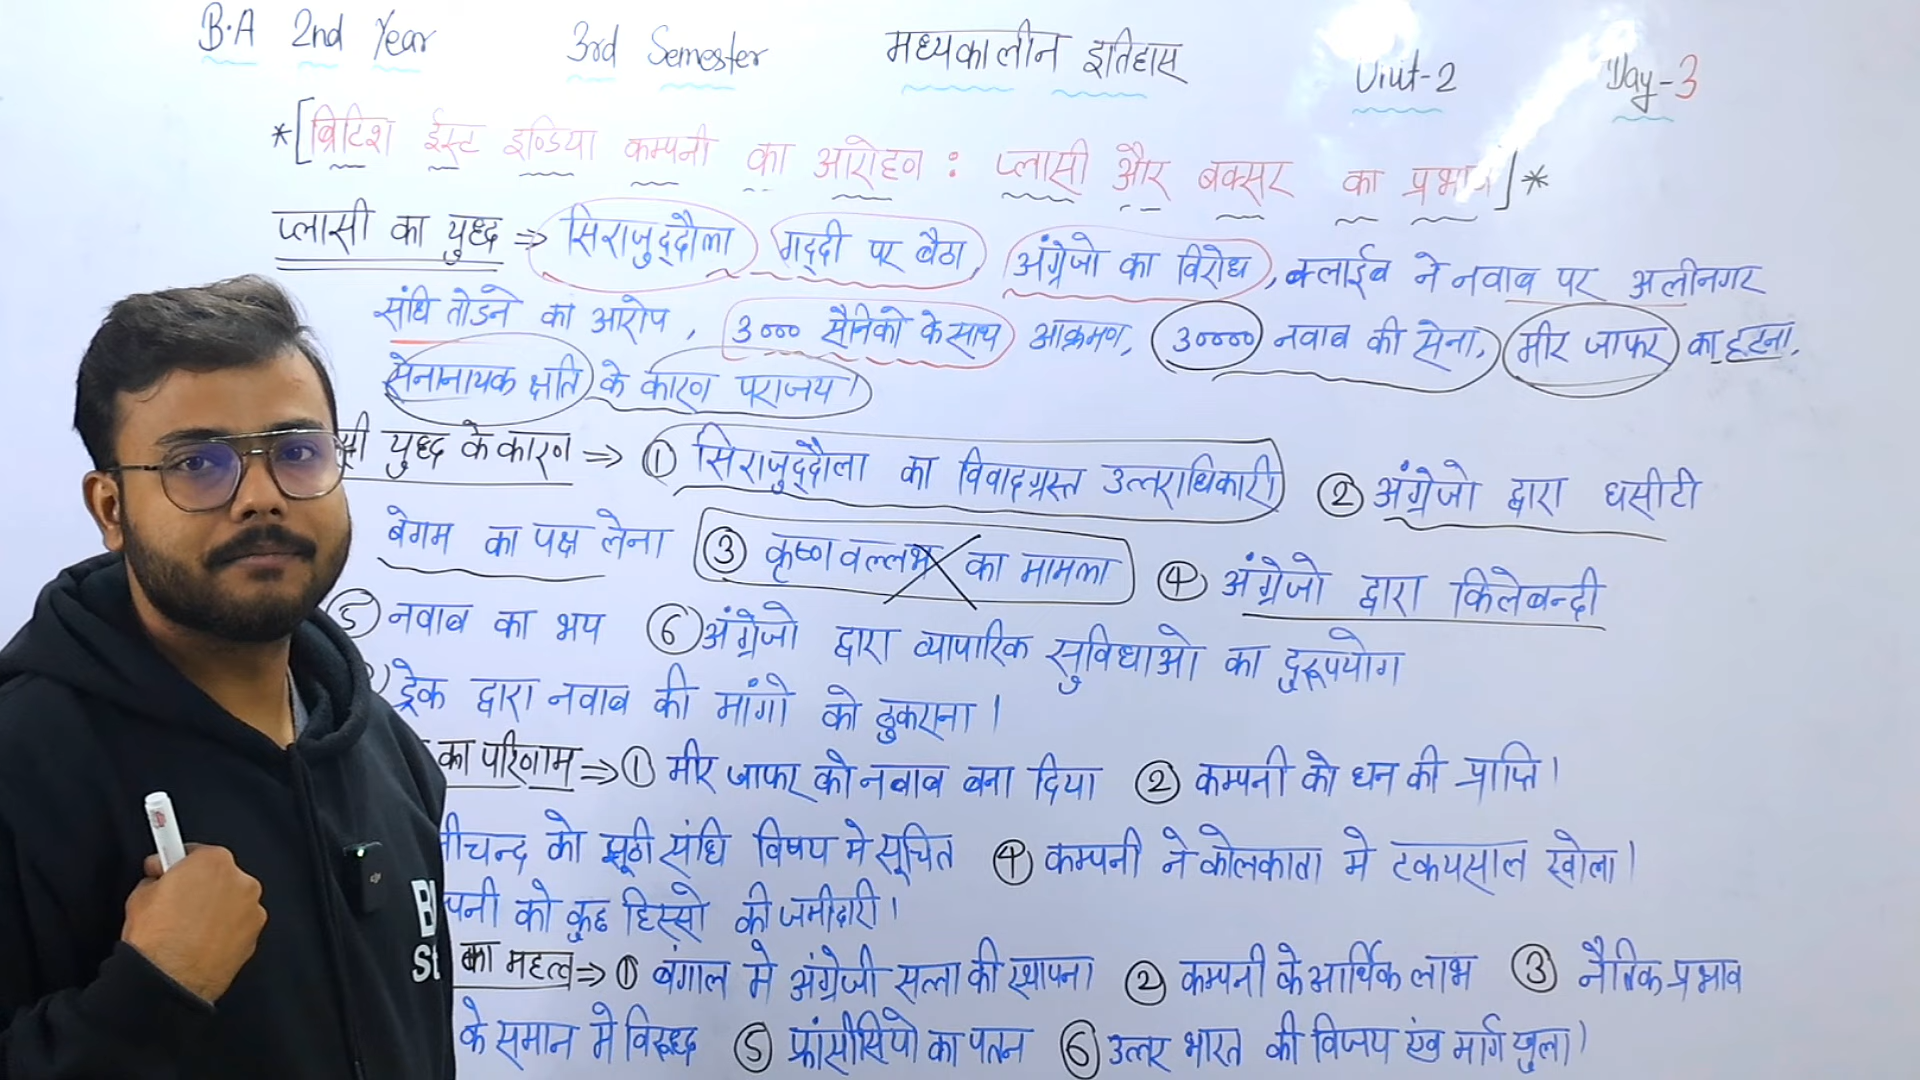 B.A 2nd Year 3rd Semester मध्यकालीन इतिहास Unit-2 Day-3
*[ब्रिटिश ईस्ट इण्डिया कम्पनी का आरोहण : प्लासी और बक्सर का प्रभाव]*
प्लासी का युद्ध ⇒ सिराजुद्दौला गद्दी पर बैठा, अंग्रेजो का विरोध, क्लाईव ने नवाब पर अलीनगर
संधि तोडने का आरोप, 3000 सैनिको के साथ आक्रमण, 30000 नवाब की सेना, मीर जाफर का हटना,
सेनानायक क्षति के कारण पराजय।
युध्द के कारण ⇒ ① सिराजुद्दौला का विवादग्रस्त उत्तराधिकारी ② अंग्रेजो द्वारा घसीटी
बेगम का पक्ष लेना ③ कृष्णवल्लभ का मामला ④ अंग्रेजो द्वारा किलेबन्दी
⑤ नवाब का भय ⑥ अंग्रेजो द्वारा व्यापारिक सुविधाओ का दुरूपयोग
ड्रेक द्वारा नवाब की मांगो को ठुकराना।
का परिणाम ⇒ ① मीर जाफर को नवाब बना दिया ② कम्पनी को धन की प्राप्ति।
को झूठी संधि विषय मे सूचित ④ कम्पनी ने कोलकाता मे टकयसाल खोला।
को कुछ हिस्सो की जमीदारी।
का महत्व ⇒ ① बंगाल मे अंग्रेजी सत्ता की स्थापना ② कम्पनी के आर्थिक लाभ ③ नैतिक प्रभाव
के समान मे विरूध्द ⑤ फ्रांसीसियो का पतन ⑥ उत्तर भारत की विजय एंव मार्ग खुला।